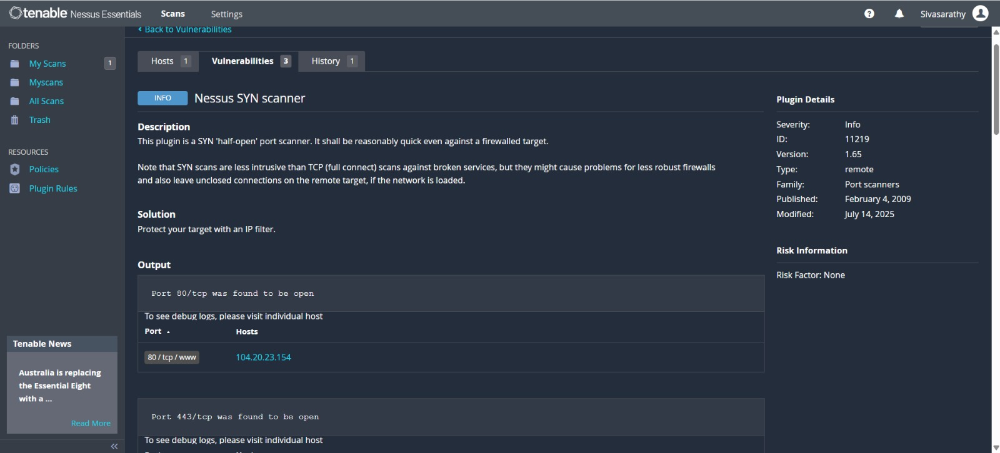 tenable Nessus Essentials Scans Settings ? Sivasarathy
Back to Vulnerabilities
FOLDERS
My Scans 1
Myscans
All Scans
Trash
RESOURCES
Policies
Plugin Rules
Tenable News
Australia is replacing
the Essential Eight
with a ...
Read More
Hosts 1 Vulnerabilities 3 History 1
INFO Nessus SYN scanner
Description
This plugin is a SYN 'half-open' port scanner. It shall be reasonably quick even against a firewalled target.
Note that SYN scans are less intrusive than TCP (full connect) scans against broken services, but they might cause problems for less robust firewalls
and also leave unclosed connections on the remote target, if the network is loaded.
Solution
Protect your target with an IP filter.
Output
Port 80/tcp was found to be open
To see debug logs, please visit individual host
Port Hosts
80 / tcp / www 104.20.23.154
Port 443/tcp was found to be open
To see debug logs, please visit individual host
Plugin Details
Severity: Info
ID: 11219
Version: 1.65
Type: remote
Family: Port scanners
Published: February 4, 2009
Modified: July 14, 2025
Risk Information
Risk Factor: None